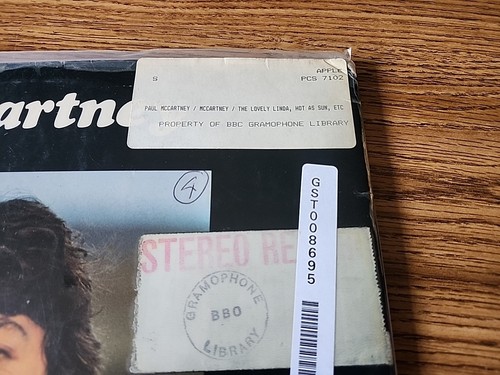 artne
APPLE
S PCS 7102
PAUL MCCARTNEY / MCCARTNEY / THE LOVELY LINDA, HOT AS SUN, ETC
PROPERTY OF BBC GRAMOPHONE LIBRARY
4
GST008695
STEREO RE
GRAMOPHONE
BBC
LIBRARY